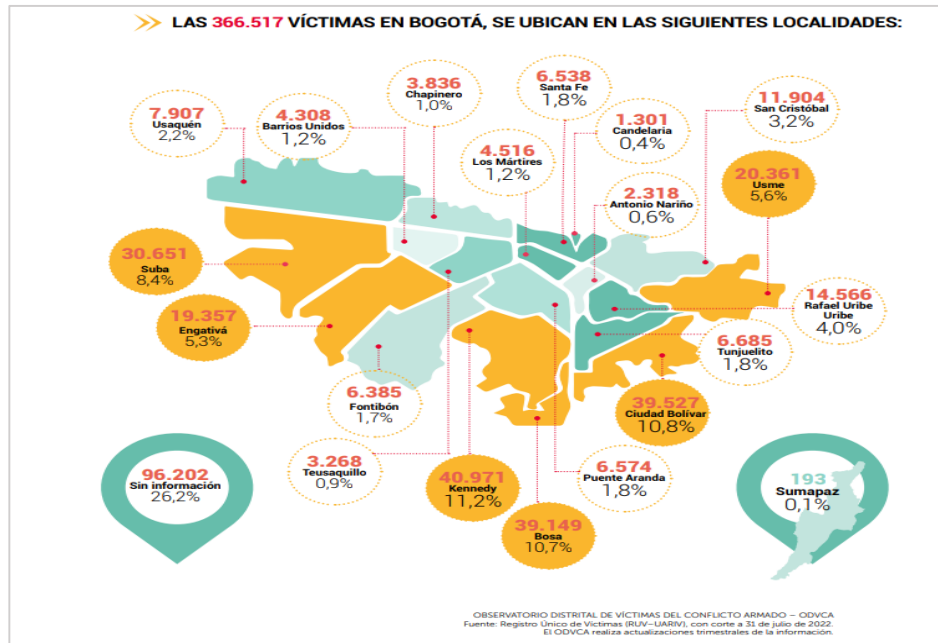 LAS 366.517 VÍCTIMAS EN BOGOTÁ, SE UBICAN EN LAS SIGUIENTES LOCALIDADES:
7.907
Usaquén
2,2%
4.308
Barrios Unidos
1,2%
3.836
Chapinero
1,0%
4.516
Los Mártires
1,2%
6.538
Santa Fe
1,8%
1.301
Candelaria
0,4%
2.318
Antonio Nariño
0,6%
11.904
San Cristóbal
3,2%
20.361
Usme
5,6%
30.651
Suba
8,4%
19.357
Engativá
5,3%
14.566
Rafael Uribe
Uribe
4,0%
6.685
Tunjuelito
1,8%
6.385
Fontibón
1,7%
39.527
Ciudad Bolívar
10,8%
96.202
Sin información
26,2%
3.268
Teusaquillo
0,9%
40.971
Kennedy
11,2%
39.149
Bosa
10,7%
6.574
Puente Aranda
1,8%
193
Sumapaz
0,1%
OBSERVATORIO DISTRITAL DE VÍCTIMAS DEL CONFLICTO ARMADO – ODVCA
Fuente: Registro Único de Víctimas (RUV–UARIV), con corte a 31 de julio de 2022.
El ODVCA realiza actualizaciones trimestrales de la información.